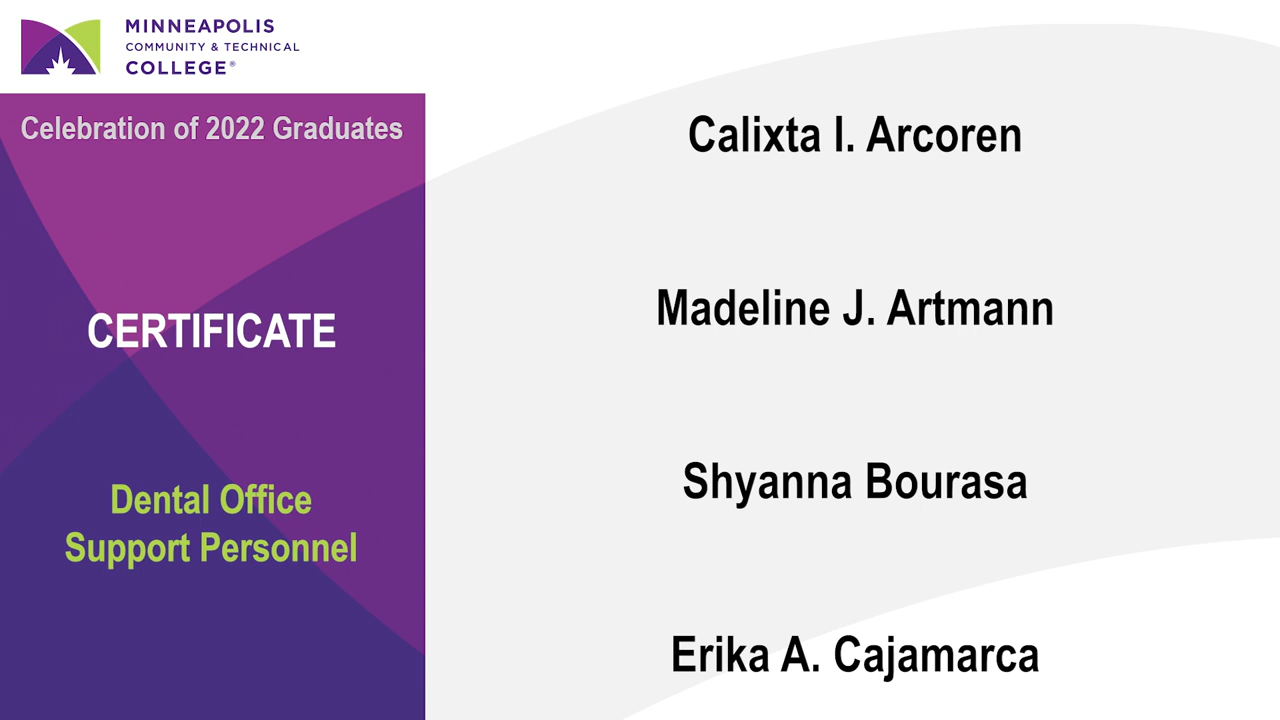 MINNEAPOLIS
COMMUNITY & TECHNICAL
COLLEGE®
Celebration of 2022 Graduates
CERTIFICATE
Dental Office
Support Personnel
Calixta I. Arcoren
Madeline J. Artmann
Shyanna Bourasa
Erika A. Cajamarca